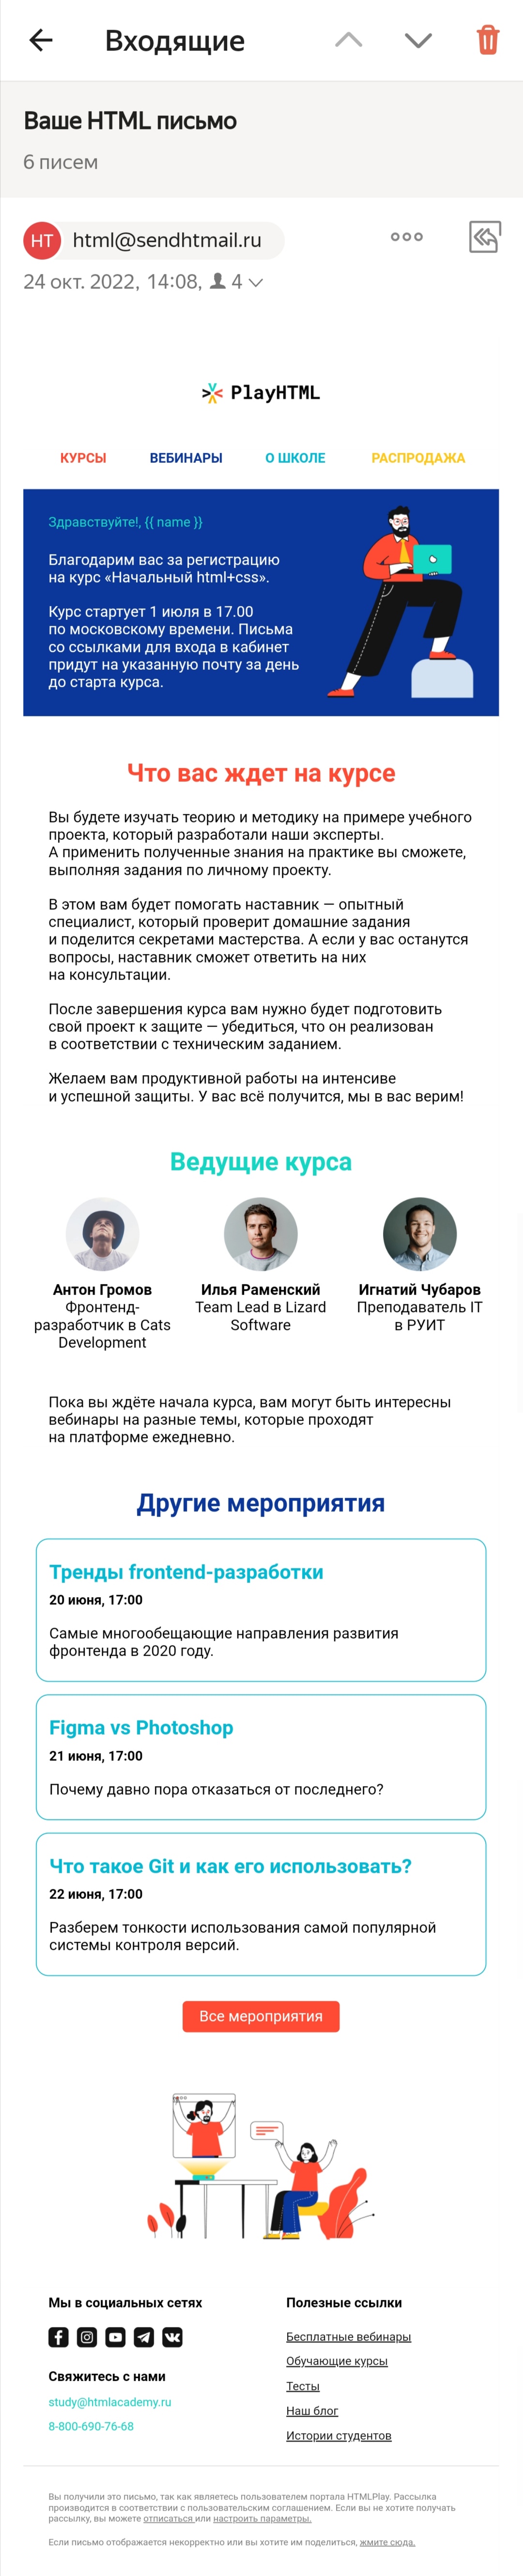 Входящие
Ваше HTML письмо
6 писем
HT html@sendhtmail.ru
24 окт. 2022, 14:08, 4
PlayHTML
КУРСЫ ВЕБИНАРЫ О ШКОЛЕ РАСПРОДАЖА
Здравствуйте!, {{ name }}
Благодарим вас за регистрацию
на курс «Начальный html+css».
Курс стартует 1 июля в 17.00
по московскому времени. Письма
со ссылками для входа в кабинет
придут на указанную почту за день
до старта курса.
Что вас ждет на курсе
Вы будете изучать теорию и методику на примере учебного
проекта, который разработали наши эксперты.
А применить полученные знания на практике вы сможете,
выполняя задания по личному проекту.
В этом вам будет помогать наставник — опытный
специалист, который проверит домашние задания
и поделится секретами мастерства. А если у вас останутся
вопросы, наставник сможет ответить на них
на консультации.
После завершения курса вам нужно будет подготовить
свой проект к защите — убедиться, что он реализован
в соответствии с техническим заданием.
Желаем вам продуктивной работы на интенсиве
и успешной защиты. У вас всё получится, мы в вас верим!
Ведущие курса
Антон Громов
Фронтенд-
разработчик в Cats
Development
Илья Раменский
Team Lead в Lizard
Software
Игнатий Чубаров
Преподаватель IT
в РУИТ
Пока вы ждёте начала курса, вам могут быть интересны
вебинары на разные темы, которые проходят
на платформе ежедневно.
Другие мероприятия
Тренды frontend-разработки
20 июня, 17:00
Самые многообещающие направления развития
фронтенда в 2020 году.
Figma vs Photoshop
21 июня, 17:00
Почему давно пора отказаться от последнего?
Что такое Git и как его использовать?
22 июня, 17:00
Разберем тонкости использования самой популярной
системы контроля версий.
Все мероприятия
Мы в социальных сетях
Свяжитесь с нами
study@htmlacademy.ru
8-800-690-76-68
Полезные ссылки
Бесплатные вебинары
Обучающие курсы
Тесты
Наш блог
Истории студентов
Вы получили это письмо, так как являетесь пользователем портала HTMLPlay. Рассылка
производится в соответствии с пользовательским соглашением. Если вы не хотите получать
рассылку, вы можете отписаться или настроить параметры.
Если письмо отображается некорректно или вы хотите им поделиться, жмите сюда.